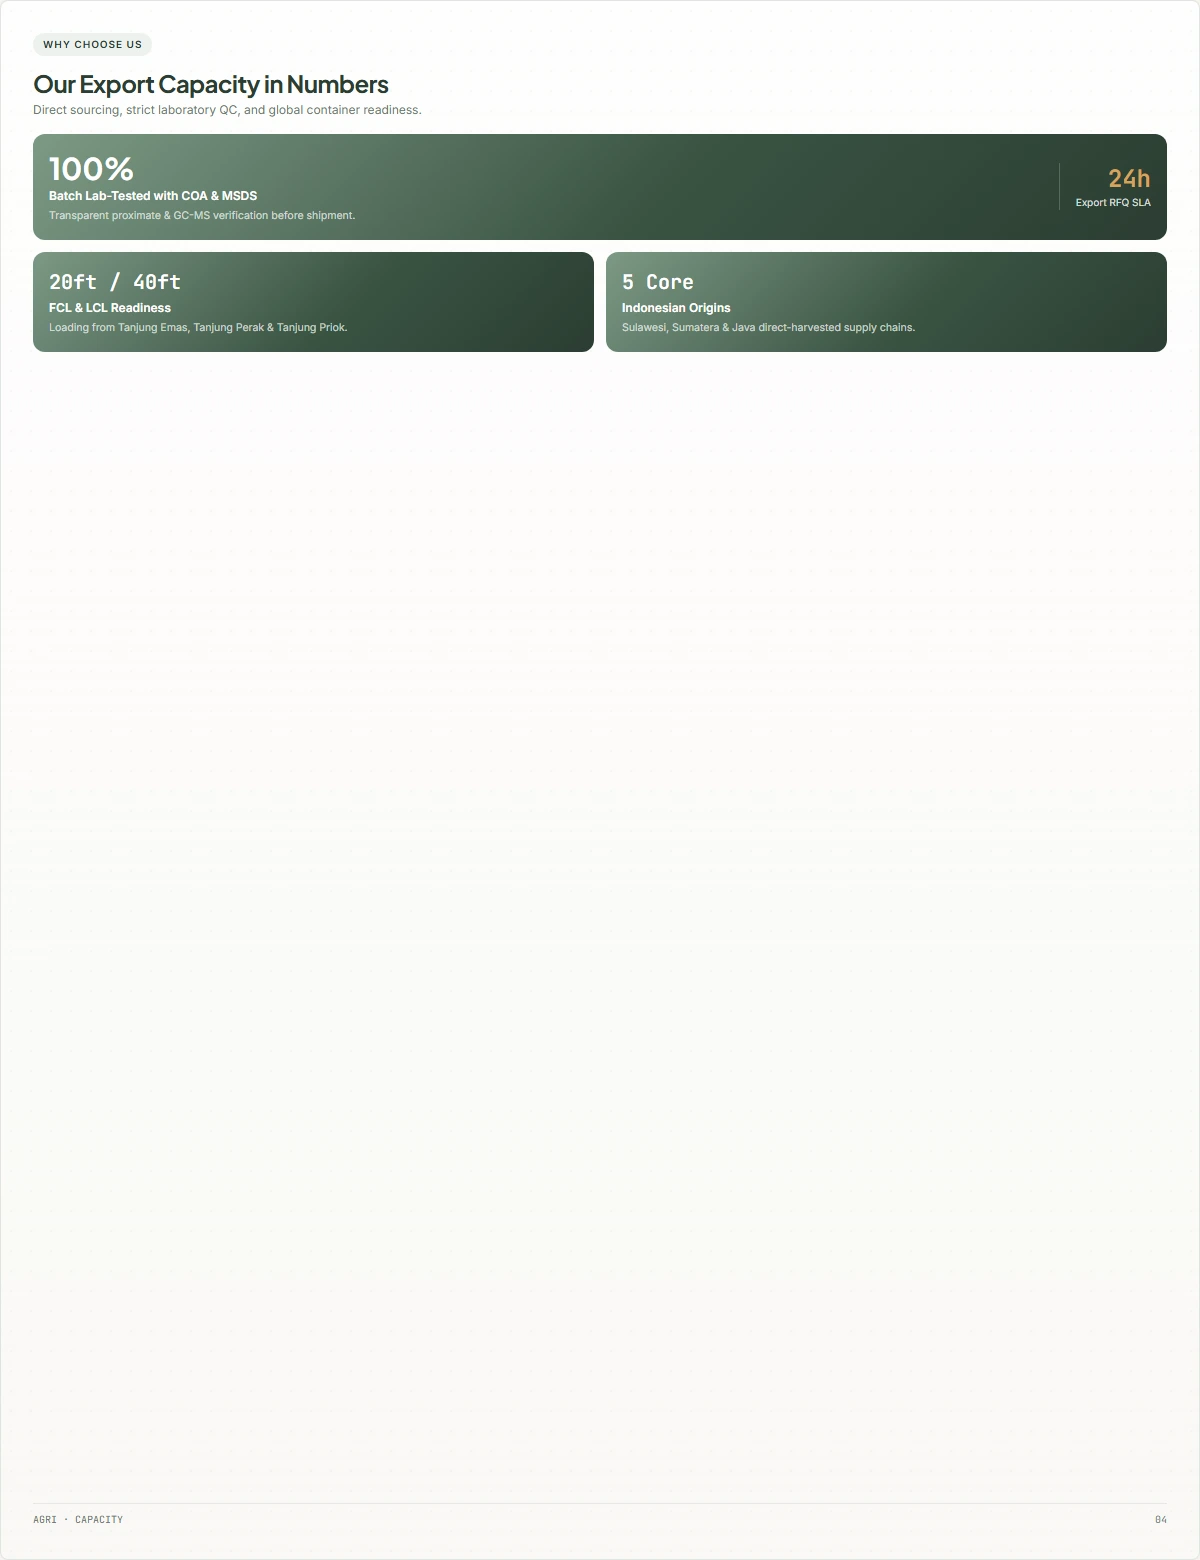 WHY CHOOSE US
Our Export Capacity in Numbers
Direct sourcing, strict laboratory QC, and global container readiness.
100%
Batch Lab-Tested with COA & MSDS
Transparent proximate & GC-MS verification before shipment.
24h
Export RFQ SLA
20ft / 40ft
FCL & LCL Readiness
Loading from Tanjung Emas, Tanjung Perak & Tanjung Priok.
5 Core
Indonesian Origins
Sulawesi, Sumatera & Java direct-harvested supply chains.
AGRI · CAPACITY
04